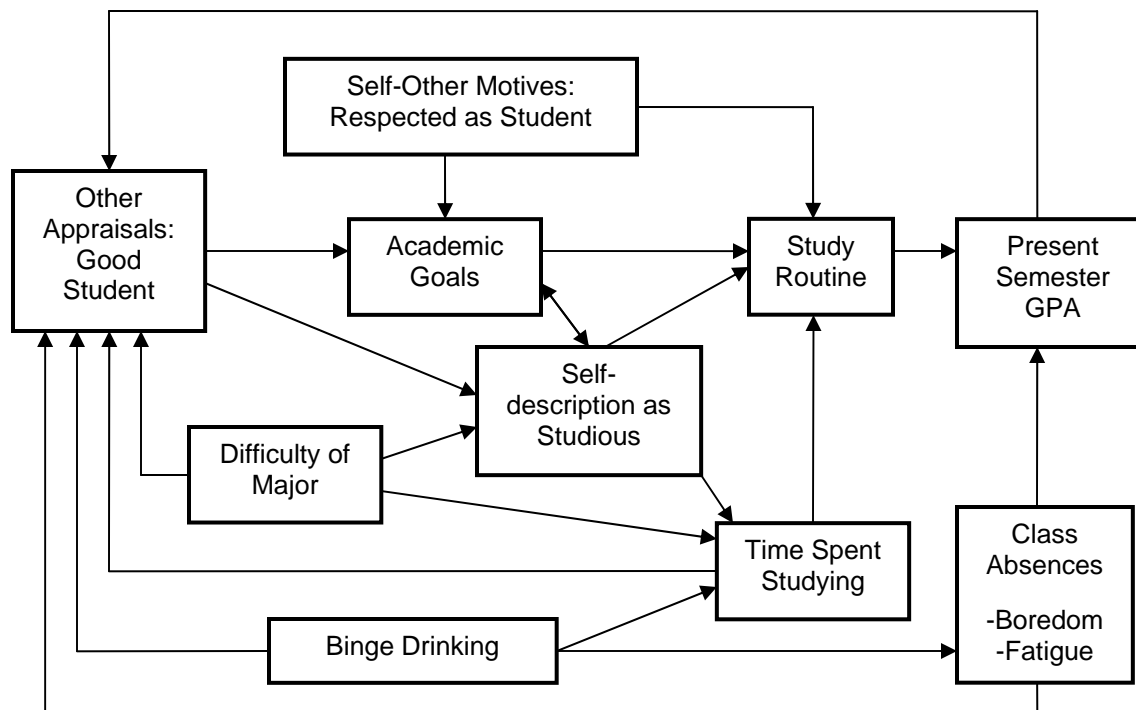 Self-Other Motives:
Respected as Student
Other
Appraisals:
Good
Student
Academic
Goals
Study
Routine
Present
Semester
GPA
Self-
description as
Studious
Difficulty of
Major
Time Spent
Studying
Class
Absences
-Boredom
-Fatigue
Binge Drinking